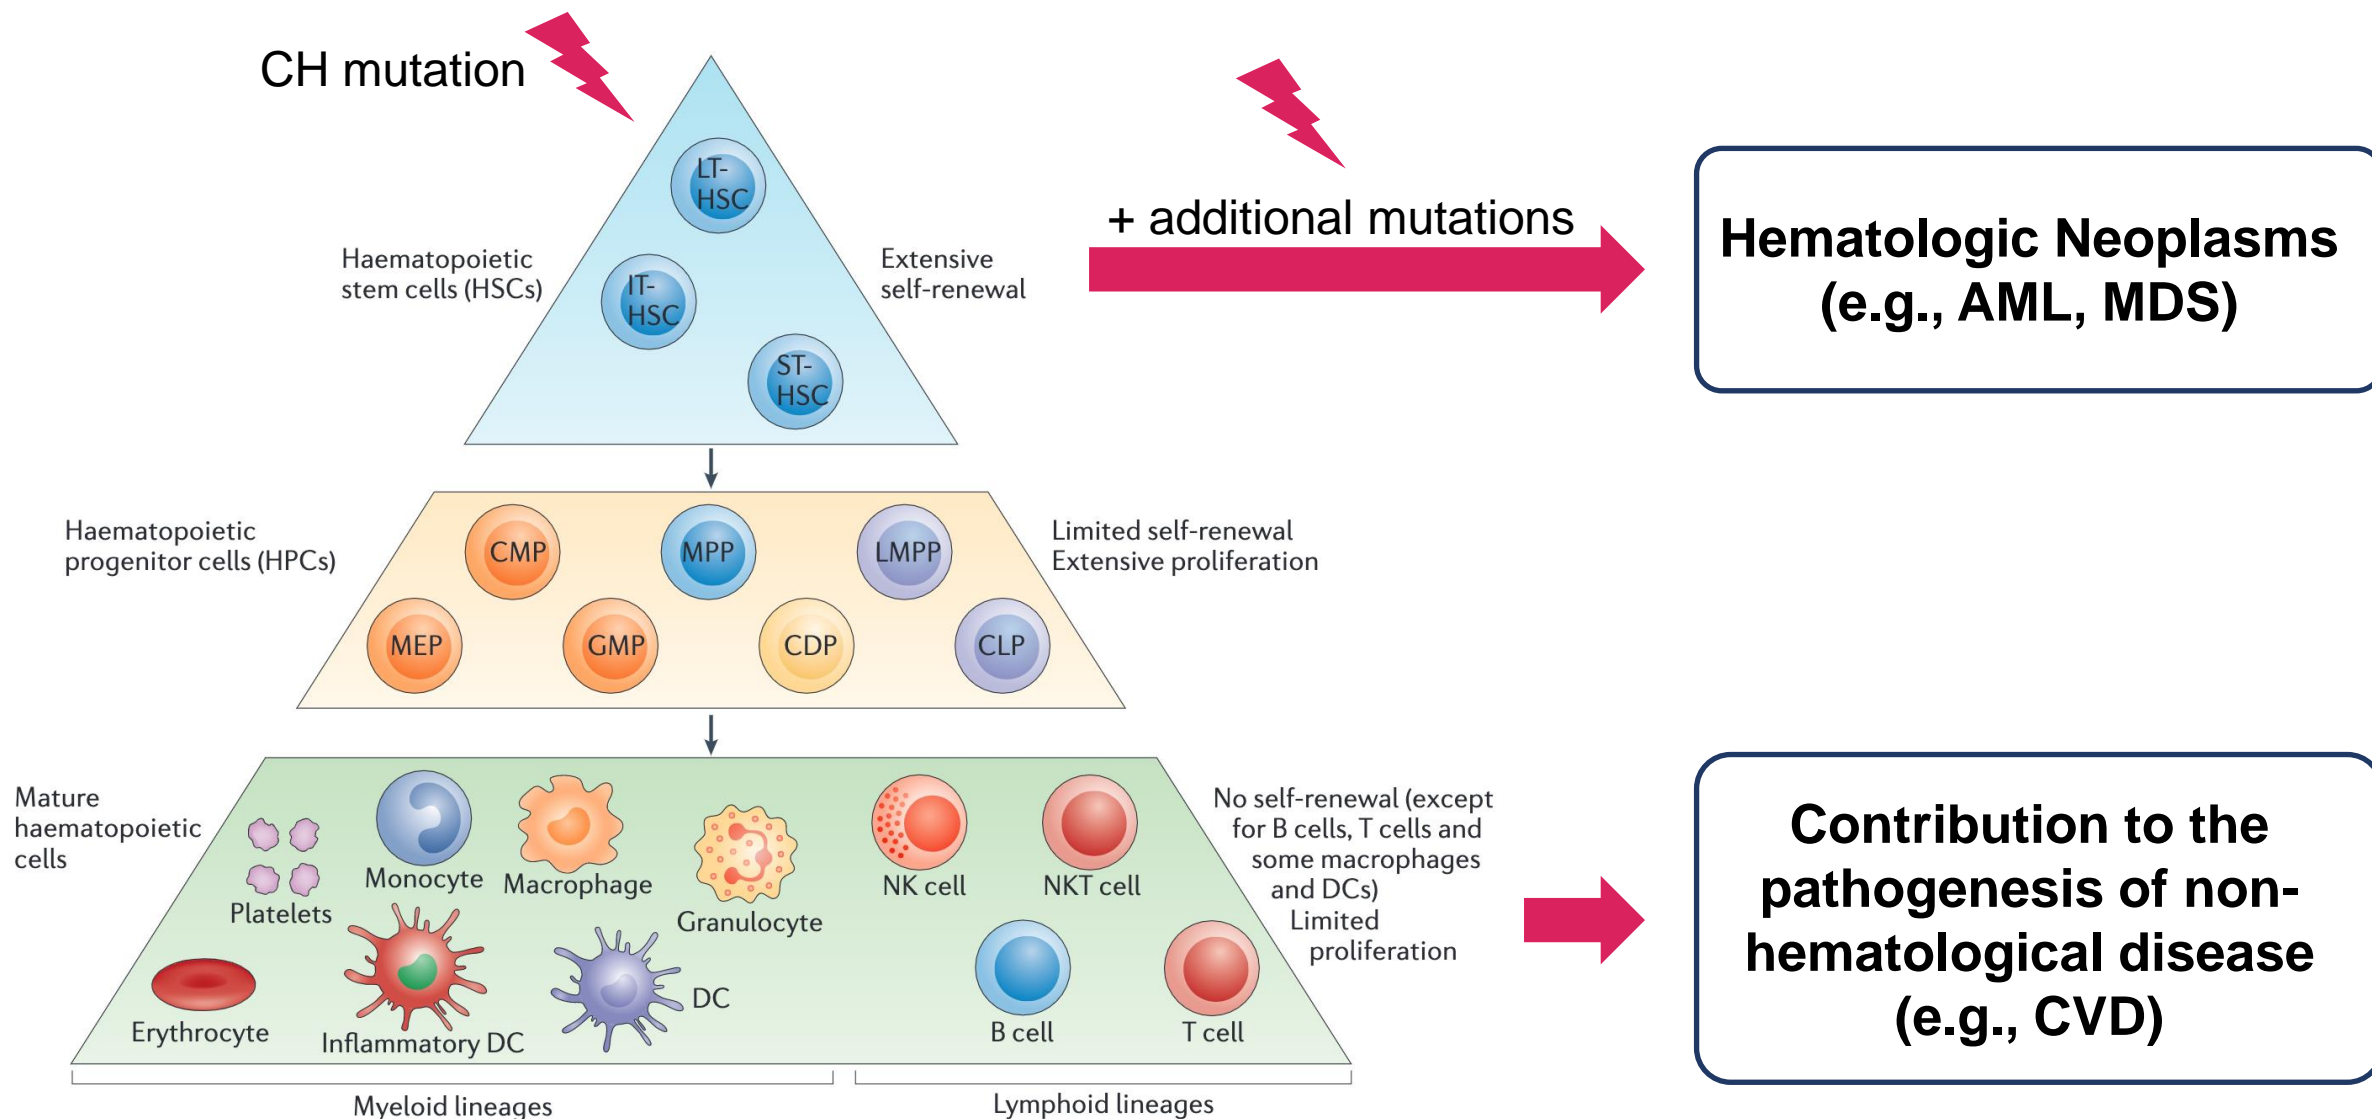 CH mutation
LT-
HSC
IT-
HSC
ST-
HSC
Haematopoietic
stem cells (HSCs)
Extensive
self-renewal
+ additional mutations
Hematologic Neoplasms
(e.g., AML, MDS)
Haematopoietic
progenitor cells (HPCs)
CMP
MPP
LMPP
MEP
GMP
CDP
CLP
Limited self-renewal
Extensive proliferation
Mature
haematopoietic
cells
Platelets
Monocyte
Macrophage
Granulocyte
NK cell
NKT cell
Erythrocyte
Inflammatory DC
DC
B cell
T cell
No self-renewal (except
for B cells, T cells and
some macrophages
and DCs)
Limited
proliferation
Contribution to the
pathogenesis of non-
hematological disease
(e.g., CVD)
Myeloid lineages
Lymphoid lineages